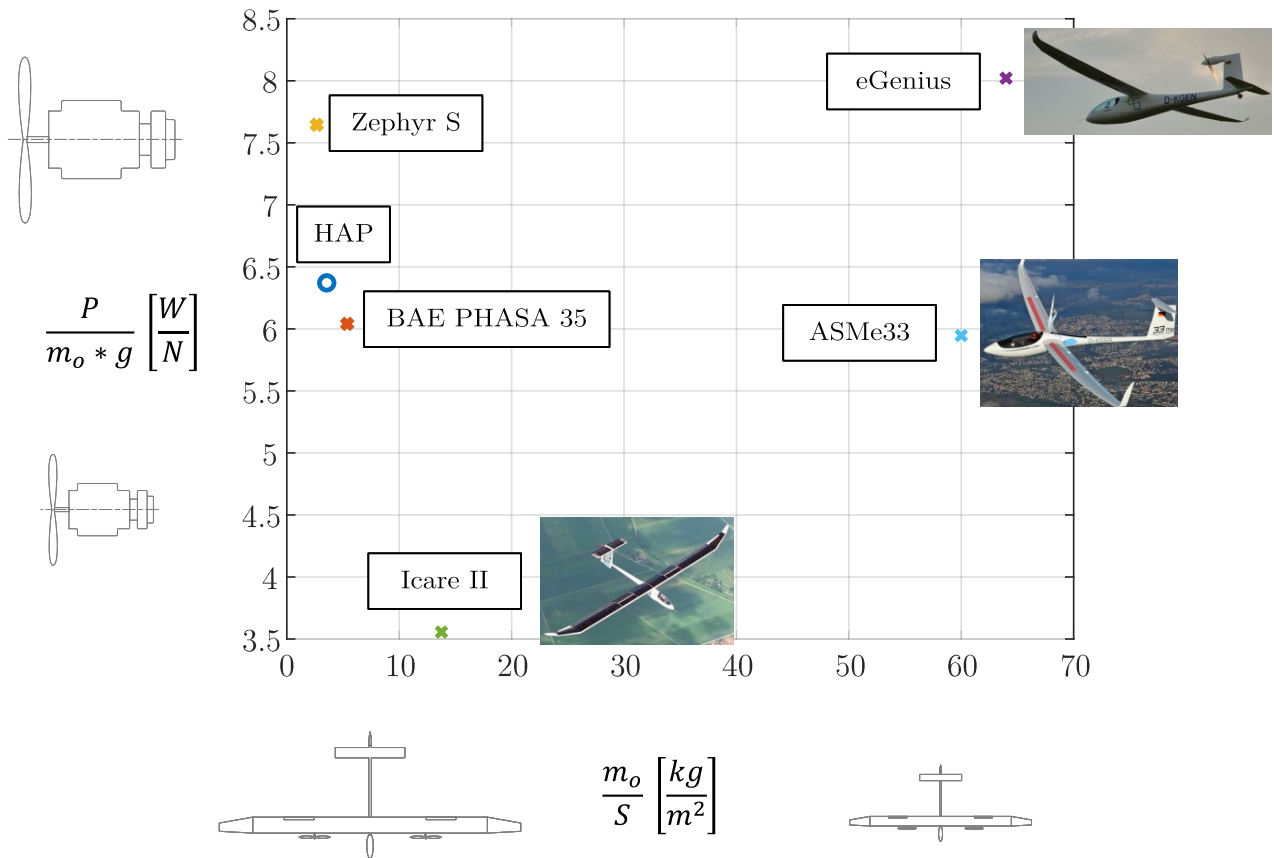 8.5
8
7.5
7
6.5
6
5.5
5
4.5
4
3.5
eGenius
D-KGEN
Zephyr S
HAP
BAE PHASA 35
ASMe33
33
Icare II
P / (m_o * g) [W/N]
0 10 20 30 40 50 60 70
m_o / S [kg/m²]